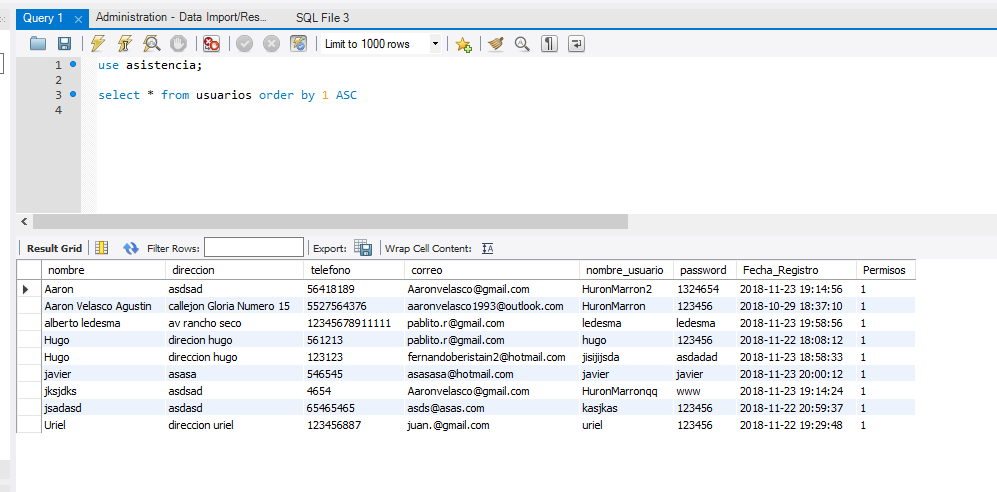 Query 1 Administration - Data Import/Res... SQL File 3
Limit to 1000 rows
1 use asistencia;
2
3 select * from usuarios order by 1 ASC
4
Result Grid Filter Rows: Export: Wrap Cell Content:
nombre direccion telefono correo nombre_usuario password Fecha_Registro Permisos
Aaron asdsad 56418189 Aaronvelasco@gmail.com HuronMarron2 1324654 2018-11-23 19:14:56 1
Aaron Velasco Agustin callejon Gloria Numero 15 5527564376 aaronvelasco1993@outlook.com HuronMarron 123456 2018-10-29 18:37:10 1
alberto ledesma av rancho seco 12345678911111 pablito.r@gmail.com ledesma ledesma 2018-11-23 19:58:56 1
Hugo direcion hugo 561213 pablito.r@gmail.com hugo 123456 2018-11-22 18:08:12 1
Hugo direccion hugo 123123 fernandoberistain2@hotmail.com jisijijsda asdadad 2018-11-23 18:58:33 1
javier asasa 546545 asasasa@hotmail.com javier javier 2018-11-23 20:00:12 1
jksjdks asdsad 4654 Aaronvelasco@gmail.com HuronMarronqq www 2018-11-23 19:14:24 1
jsadasd asdasd 65465465 asds@asas.com kasjkas 123456 2018-11-22 20:59:37 1
Uriel direccion uriel 123456887 juan.@gmail.com uriel 123456 2018-11-22 19:29:48 1